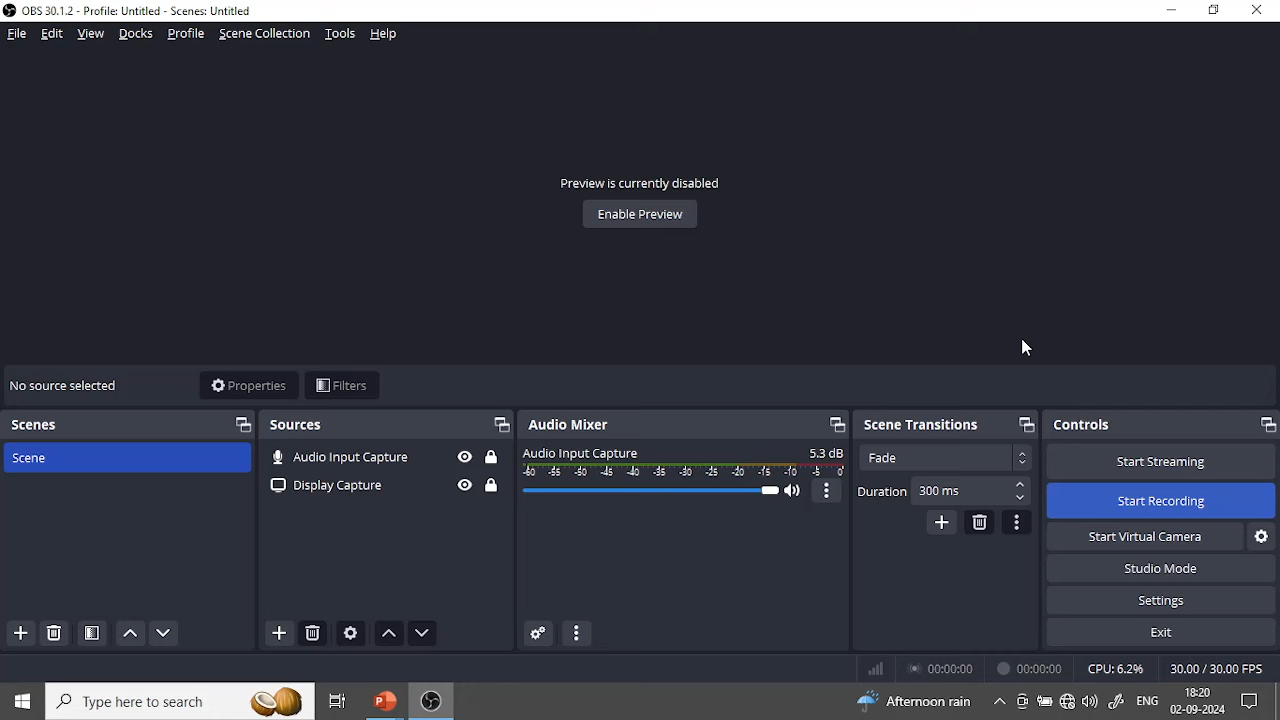 OBS 30.1.2 - Profile: Untitled - Scenes: Untitled
File Edit View Docks Profile Scene Collection Tools Help
Preview is currently disabled
Enable Preview
No source selected Properties Filters
Scenes
Scene
Sources
Audio Input Capture
Display Capture
Audio Mixer
Audio Input Capture 5.3 dB
-60 -55 -50 -45 -40 -35 -30 -25 -20 -15 -10 -5 0
Scene Transitions
Fade
Duration 300 ms
Controls
Start Streaming
Start Recording
Start Virtual Camera
Studio Mode
Settings
Exit
00:00:00 00:00:00 CPU: 6.2% 30.00 / 30.00 FPS
Type here to search
Afternoon rain
ENG
18:20
02-09-2024